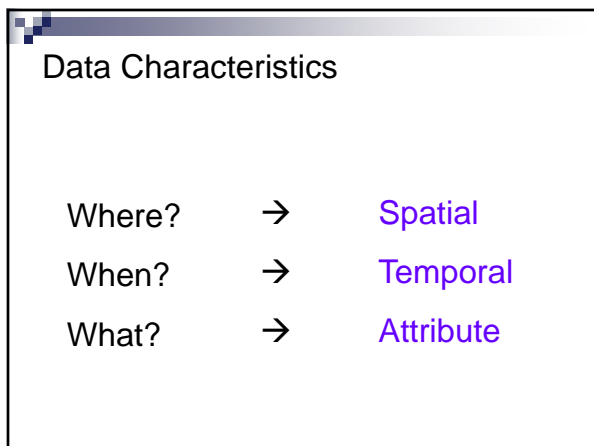 Data Characteristics
Where? → Spatial
When? → Temporal
What? → Attribute